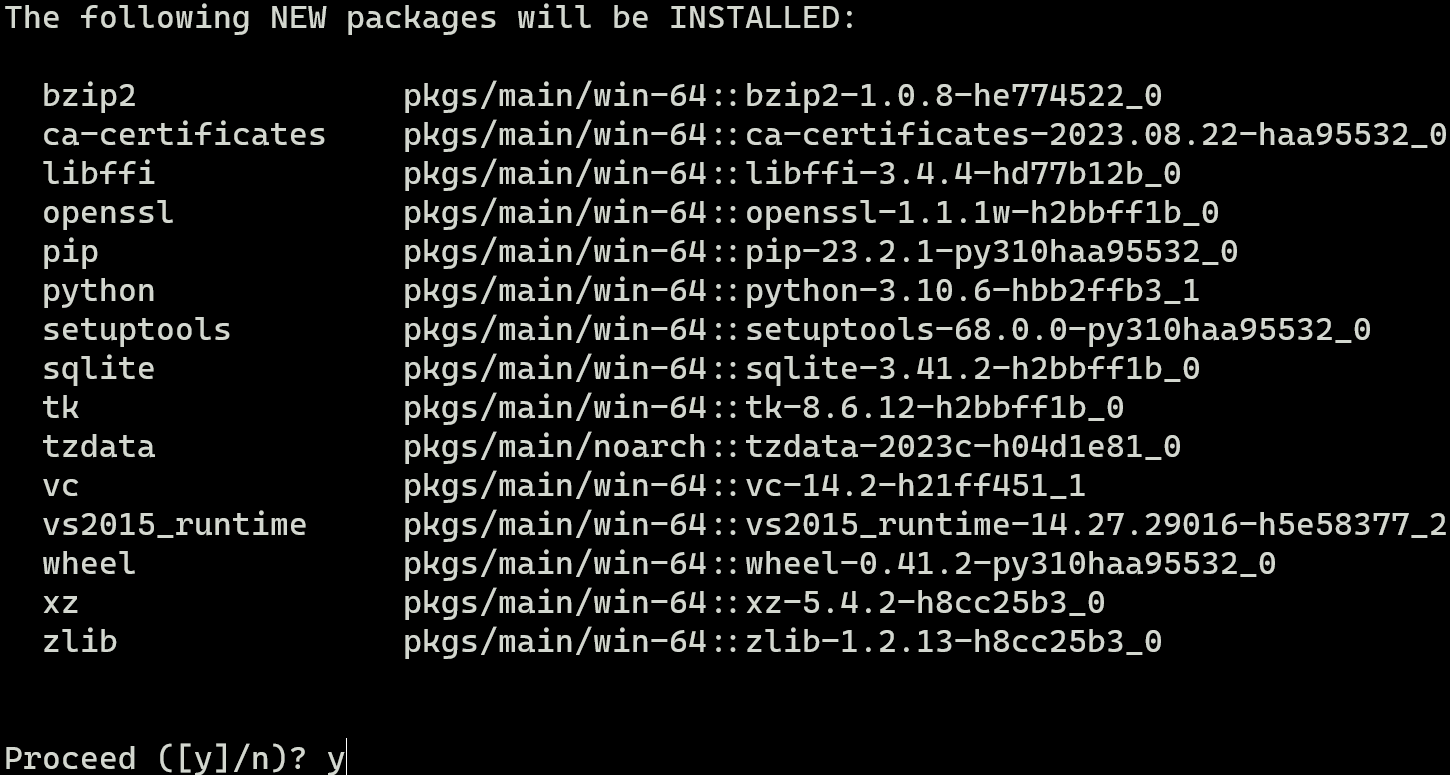 The following NEW packages will be INSTALLED:
bzip2 pkgs/main/win-64::bzip2-1.0.8-he774522_0
ca-certificates pkgs/main/win-64::ca-certificates-2023.08.22-haa95532_0
libffi pkgs/main/win-64::libffi-3.4.4-hd77b12b_0
openssl pkgs/main/win-64::openssl-1.1.1w-h2bbff1b_0
pip pkgs/main/win-64::pip-23.2.1-py310haa95532_0
python pkgs/main/win-64::python-3.10.6-hbb2ffb3_1
setuptools pkgs/main/win-64::setuptools-68.0.0-py310haa95532_0
sqlite pkgs/main/win-64::sqlite-3.41.2-h2bbff1b_0
tk pkgs/main/win-64::tk-8.6.12-h2bbff1b_0
tzdata pkgs/main/noarch::tzdata-2023c-h04d1e81_0
vc pkgs/main/win-64::vc-14.2-h21ff451_1
vs2015_runtime pkgs/main/win-64::vs2015_runtime-14.27.29016-h5e58377_2
wheel pkgs/main/win-64::wheel-0.41.2-py310haa95532_0
xz pkgs/main/win-64::xz-5.4.2-h8cc25b3_0
zlib pkgs/main/win-64::zlib-1.2.13-h8cc25b3_0
Proceed ([y]/n)? y